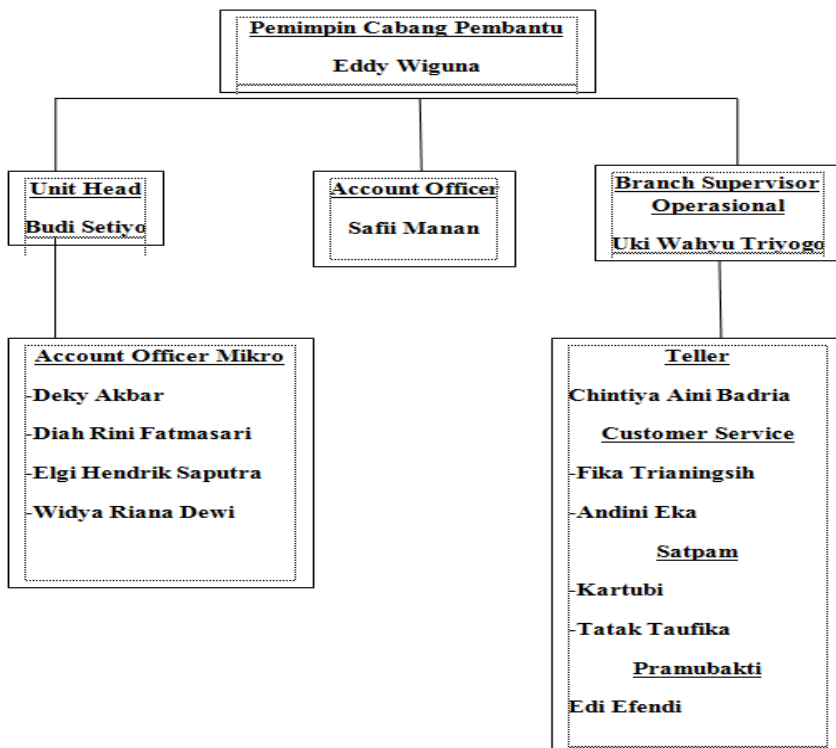 Pemimpin Cabang Pembantu
Eddy Wiguna
Unit Head
Budi Setiyo
Account Officer
Safii Manan
Branch Supervisor
Operasional
Uki Wahyu Triyogo
Account Officer Mikro
-Deky Akbar
-Diah Rini Fatmasari
-Elgi Hendrik Saputra
-Widya Riana Dewi
Teller
Chintiya Aini Badria
Customer Service
-Fika Trianingsih
-Andini Eka
Satpam
-Kartubi
-Tatak Taufika
Pramubakti
Edi Efendi